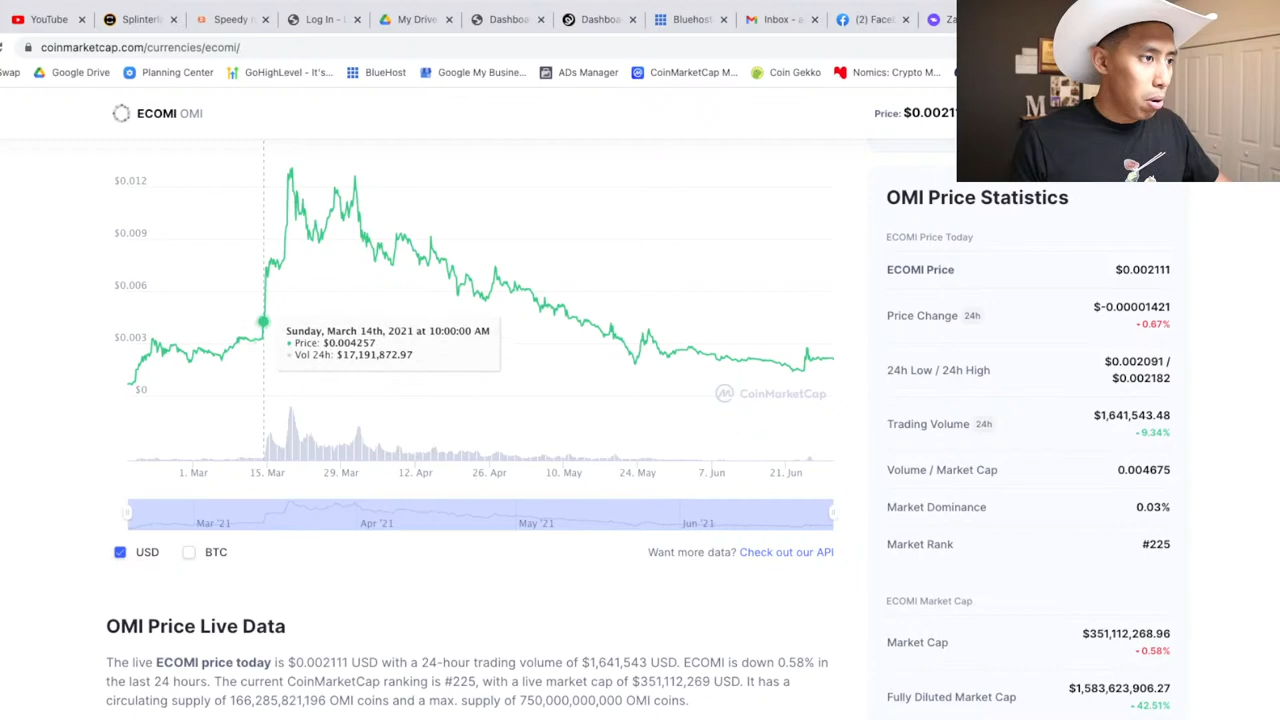 YouTube × Splinterl × Speedy r × Log In - L × My Drive × Dashboa × Dashboa × Bluehost × Inbox - a × (2) Face × Za
coinmarketcap.com/currencies/ecomi/
Swap Google Drive Planning Center GoHighLevel - It's... BlueHost Google My Busine... ADs Manager CoinMarketCap M... Coin Gekko Nomics: Crypto M...
ECOMI OMI
Price: $0.00211
$0.012
$0.009
$0.006
$0.003
$0
Sunday, March 14th, 2021 at 10:00:00 AM
Price: $0.004257
Vol 24h: $17,191,872.97
CoinMarketCap
1. Mar 15. Mar 29. Mar 12. Apr 26. Apr 10. May 24. May 7. Jun 21. Jun
Mar '21 Apr '21 May '21 Jun '21
USD BTC
Want more data? Check out our API
OMI Price Live Data
The live ECOMI price today is $0.002111 USD with a 24-hour trading volume of $1,641,543 USD. ECOMI is down 0.58% in
the last 24 hours. The current CoinMarketCap ranking is #225, with a live market cap of $351,112,269 USD. It has a
circulating supply of 166,285,821,196 OMI coins and a max. supply of 750,000,000,000 OMI coins.
OMI Price Statistics
ECOMI Price Today
ECOMI Price $0.002111
Price Change 24h $-0.00001421
0.67%
24h Low / 24h High $0.002091 /
$0.002182
Trading Volume 24h $1,641,543.48
9.34%
Volume / Market Cap 0.004675
Market Dominance 0.03%
Market Rank #225
ECOMI Market Cap
Market Cap $351,112,268.96
0.58%
Fully Diluted Market Cap $1,583,623,906.27
42.51%
M